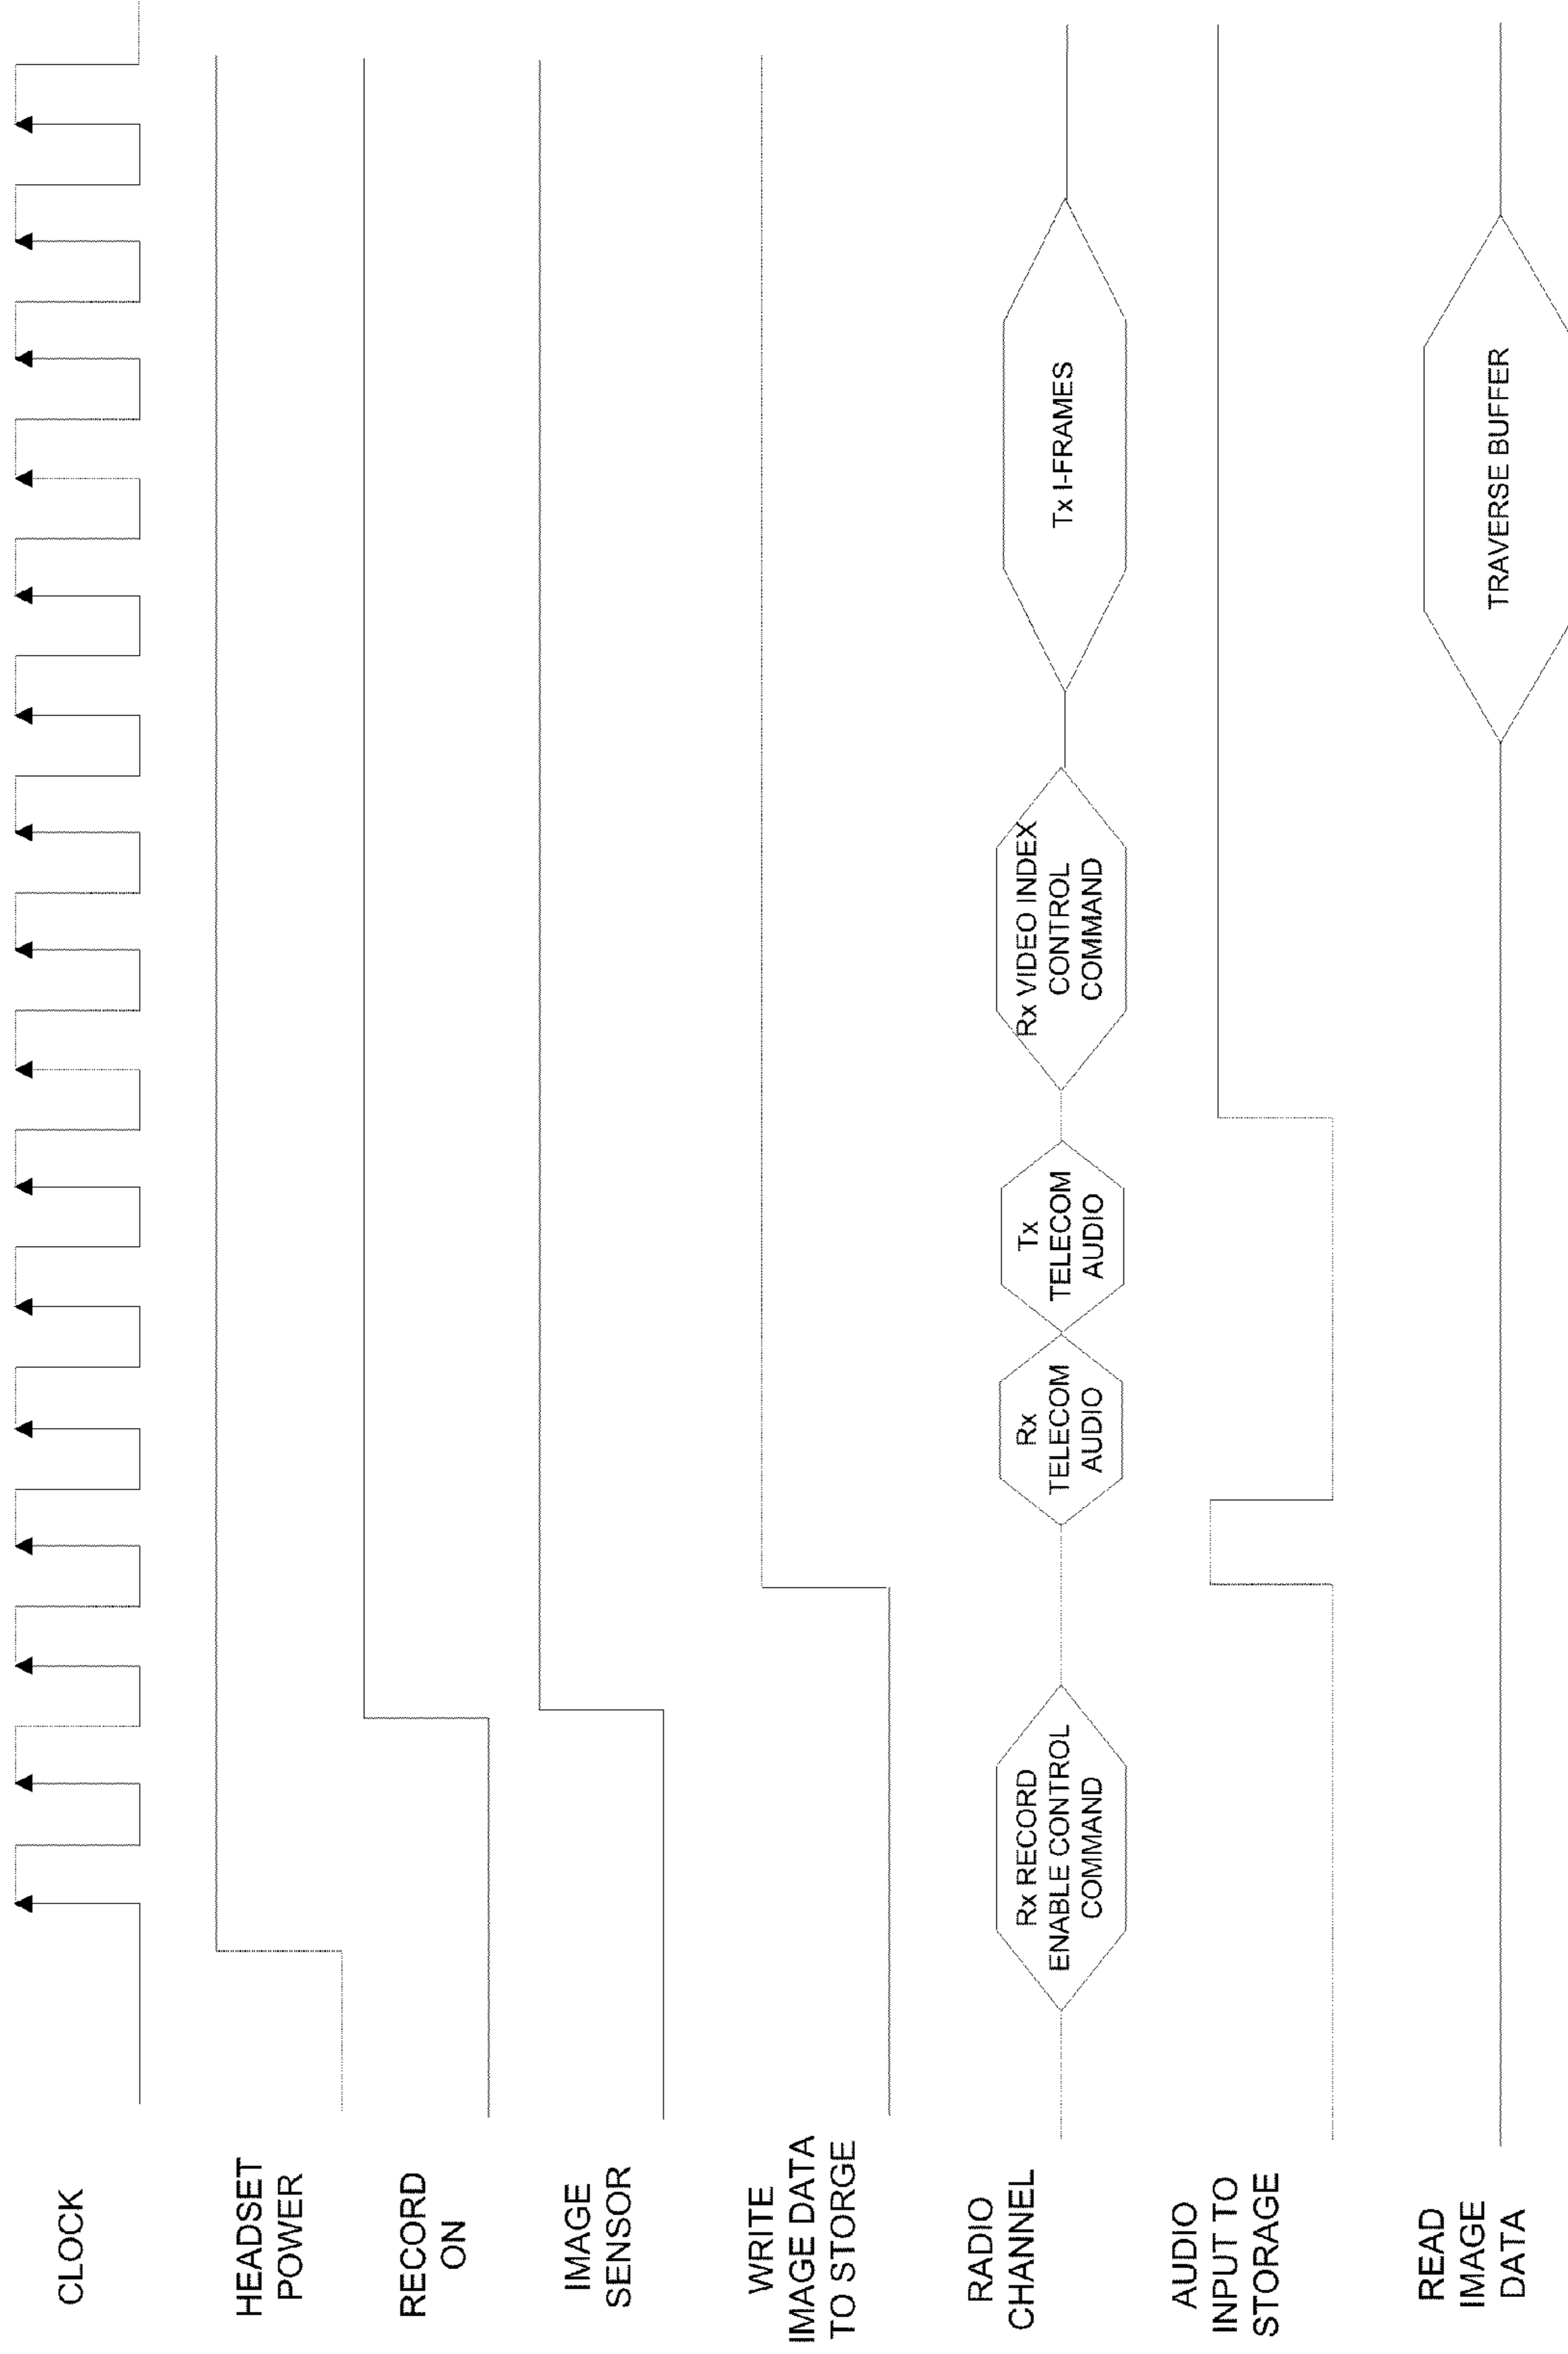 CLOCK
HEADSET
POWER
RECORD
ON
IMAGE
SENSOR
WRITE
IMAGE DATA
TO STORGE
RADIO
CHANNEL
Rx RECORD
ENABLE CONTROL
COMMAND
Rx
TELECOM
AUDIO
Tx
TELECOM
AUDIO
Rx VIDEO INDEX
CONTROL
COMMAND
Tx I-FRAMES
AUDIO
INPUT TO
STORAGE
READ
IMAGE
DATA
TRAVERSE BUFFER